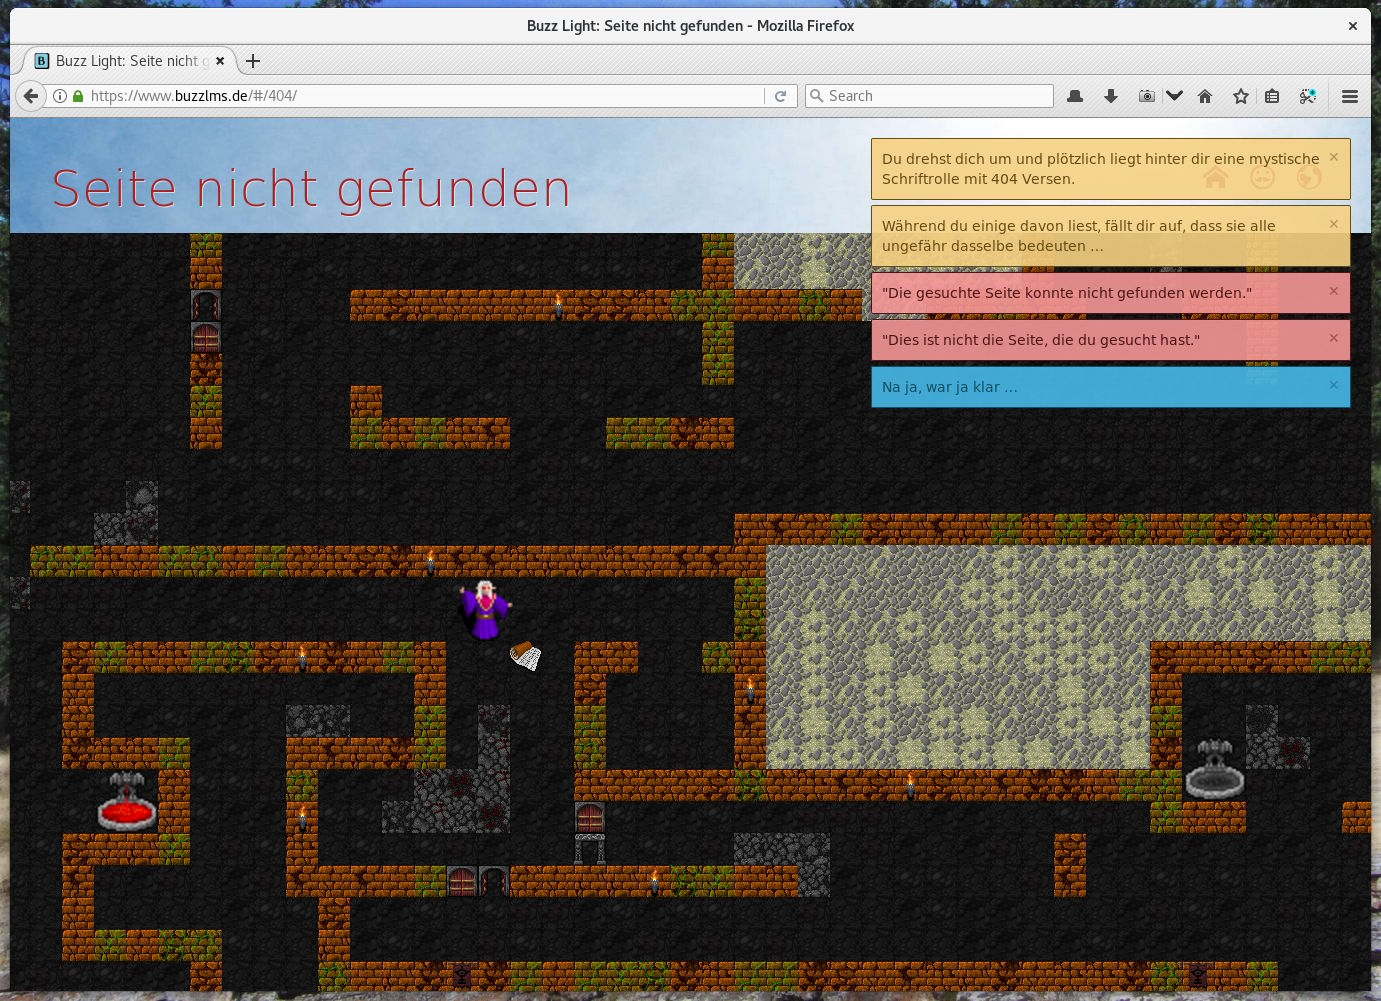 Buzz Light: Seite nicht gefunden - Mozilla Firefox
B Buzz Light: Seite nicht g
https://www.buzzlms.de/#/404/
Search
Seite nicht gefunden
Du drehst dich um und plötzlich liegt hinter dir eine mystische
Schriftrolle mit 404 Versen.
Während du einige davon liest, fällt dir auf, dass sie alle
ungefähr dasselbe bedeuten ...
"Die gesuchte Seite konnte nicht gefunden werden."
"Dies ist nicht die Seite, die du gesucht hast."
Na ja, war ja klar ...